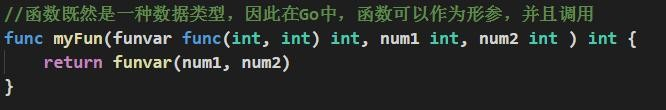 //函数既然是一种数据类型，因此在Go中，函数可以作为形参，并且调用
func myFun(funvar func(int, int) int, num1 int, num2 int ) int {
    return funvar(num1, num2)
}